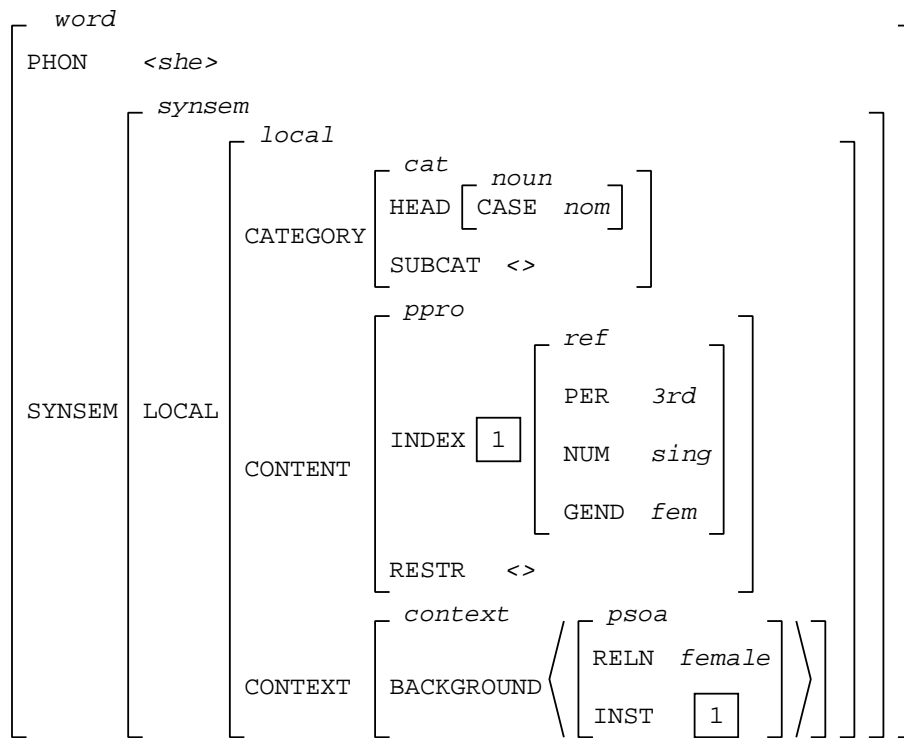 word
PHON <she>
synsem
local
cat
noun
HEAD CASE nom
CATEGORY
SUBCAT <>
ppro
ref
PER 3rd
SYNSEM LOCAL
INDEX 1
NUM sing
CONTENT
GEND fem
RESTR <>
context
psoa
RELN female
CONTEXT BACKGROUND
INST 1